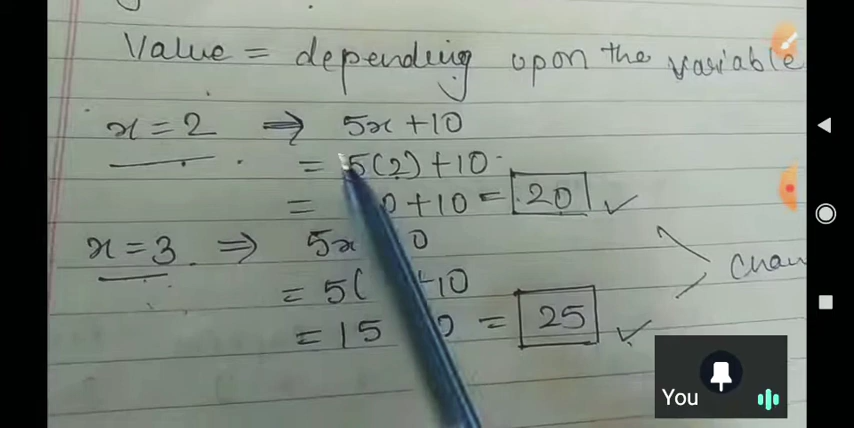 Value = depending upon the variable
x = 2 ⇒ 5x + 10
= 5(2) + 10
= 0 + 10 = 20 ✓
x = 3 ⇒ 5x 0
= 5( +10
= 15 0 = 25 ✓
You